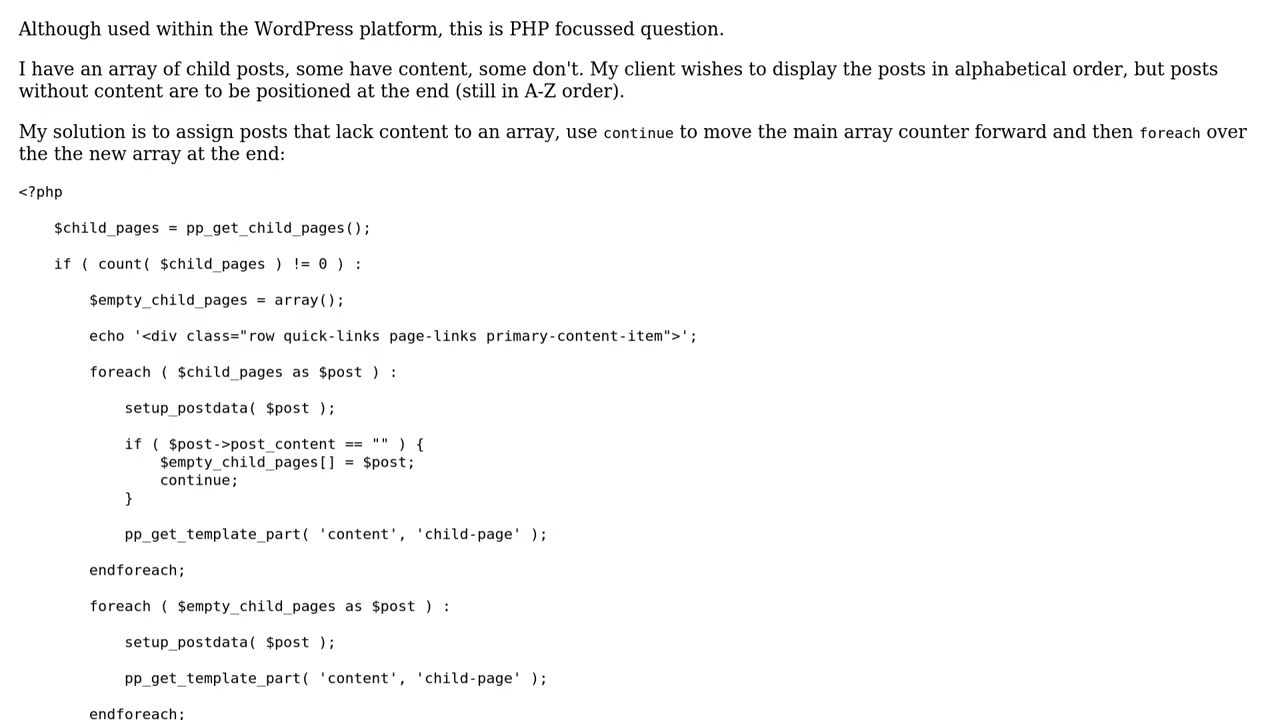 Although used within the WordPress platform, this is PHP focussed question.
I have an array of child posts, some have content, some don't. My client wishes to display the posts in alphabetical order, but posts
without content are to be positioned at the end (still in A-Z order).
My solution is to assign posts that lack content to an array, use continue to move the main array counter forward and then foreach over
the the new array at the end:
<?php
$child_pages = pp_get_child_pages();
if ( count( $child_pages ) != 0 ) :
$empty_child_pages = array();
echo '<div class="row quick-links page-links primary-content-item">';
foreach ( $child_pages as $post ) :
setup_postdata( $post );
if ( $post->post_content == "" ) {
$empty_child_pages[] = $post;
continue;
}
pp_get_template_part( 'content', 'child-page' );
endforeach;
foreach ( $empty_child_pages as $post ) :
setup_postdata( $post );
pp_get_template_part( 'content', 'child-page' );
endforeach;